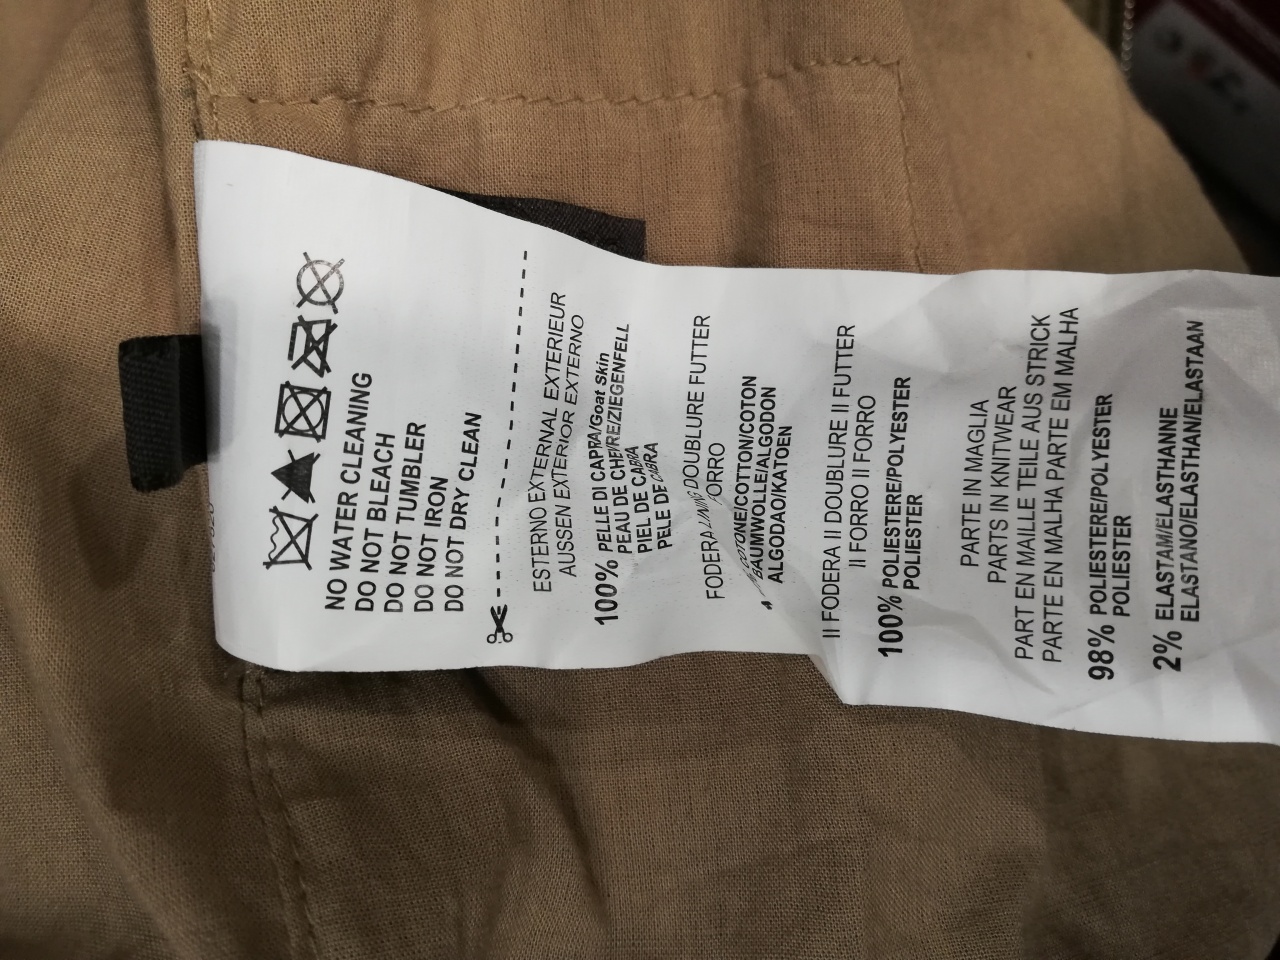 NO WATER CLEANING
DO NOT BLEACH
DO NOT TUMBLER
DO NOT IRON
DO NOT DRY CLEAN
ESTERNO EXTERNAL EXTERIEUR
AUSSEN EXTERIOR EXTERNO
100% PELLE DI CAPRA/Goat Skin
PEAU DE CHEFRE/ZIEGENFELL
PIEL DE CABRA
PELE DE CABRA
FODERA LINING DOUBLURE FUTTER
FORRO
COTONE/COTTON/COTON
BAUMWOLLE/ALGODON
ALGODAO/KATOEN
II FODERA II DOUBLURE II FUTTER
II FORRO II FORRO
100% POLIESTERE/POLYESTER
POLIESTER
PARTE IN MAGLIA
PARTS IN KNITWEAR
PART EN MAILLE TEILE AUS STRICK
PARTE EN MALHA PARTE EM MALHA
98% POLIESTERE/POLYESTER
POLIESTER
2% ELASTAM/ELASTHANNE
ELASTANO/ELASTHAN/ELASTAAN